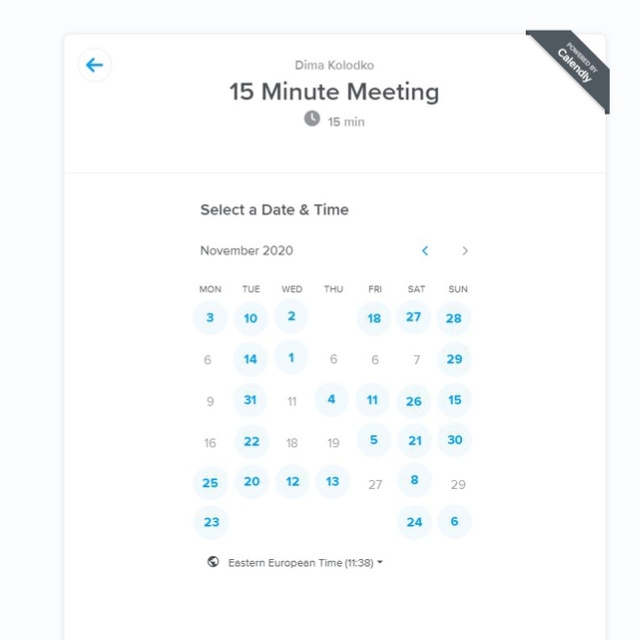 POWERED BY
Calendly
Dima Kolodko
15 Minute Meeting
15 min
Select a Date & Time
November 2020
MON TUE WED THU FRI SAT SUN
3 10 2 18 27 28
6 14 1 6 6 7 29
9 31 11 4 11 26 15
16 22 18 19 5 21 30
25 20 12 13 27 8 29
23 24 6
Eastern European Time (11:38)